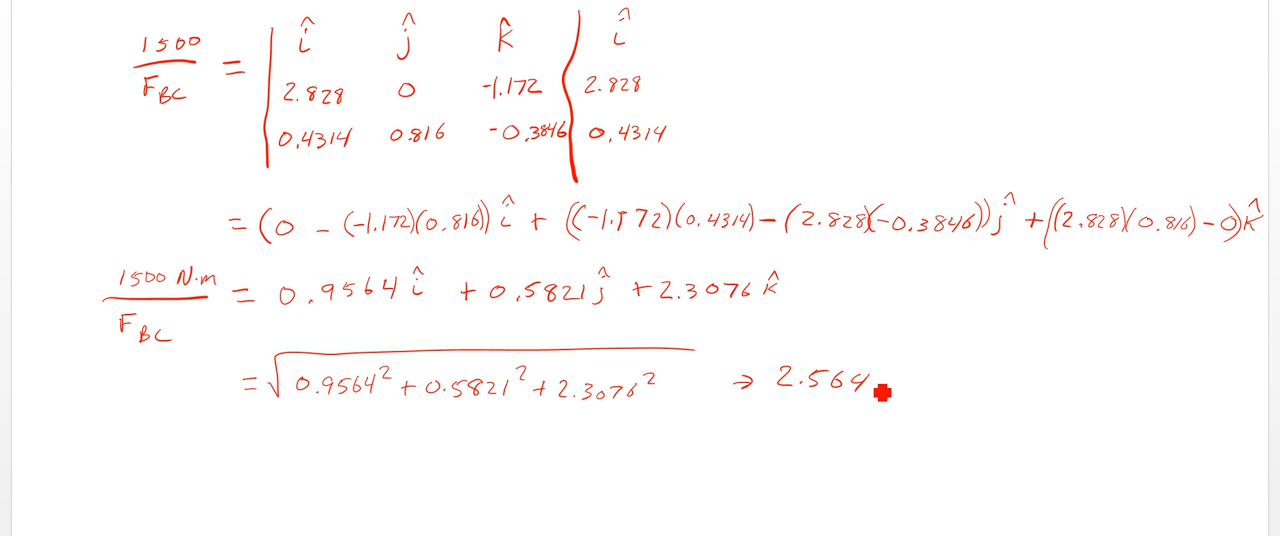 1500/F_BC = | î ĵ k̂ | î
2.828 0 -1.172 | 2.828
0.4314 0.816 -0.3846 | 0.4314
= (0 - (-1.172)(0.816)) î + ((-1.172)(0.4314) - (2.828)(-0.3846)) ĵ + ((2.828)(0.816) - 0) k̂
1500 N·m/F_BC = 0.9564 î + 0.5821 ĵ + 2.3076 k̂
= √(0.9564² + 0.5821² + 2.3076²) → 2.564